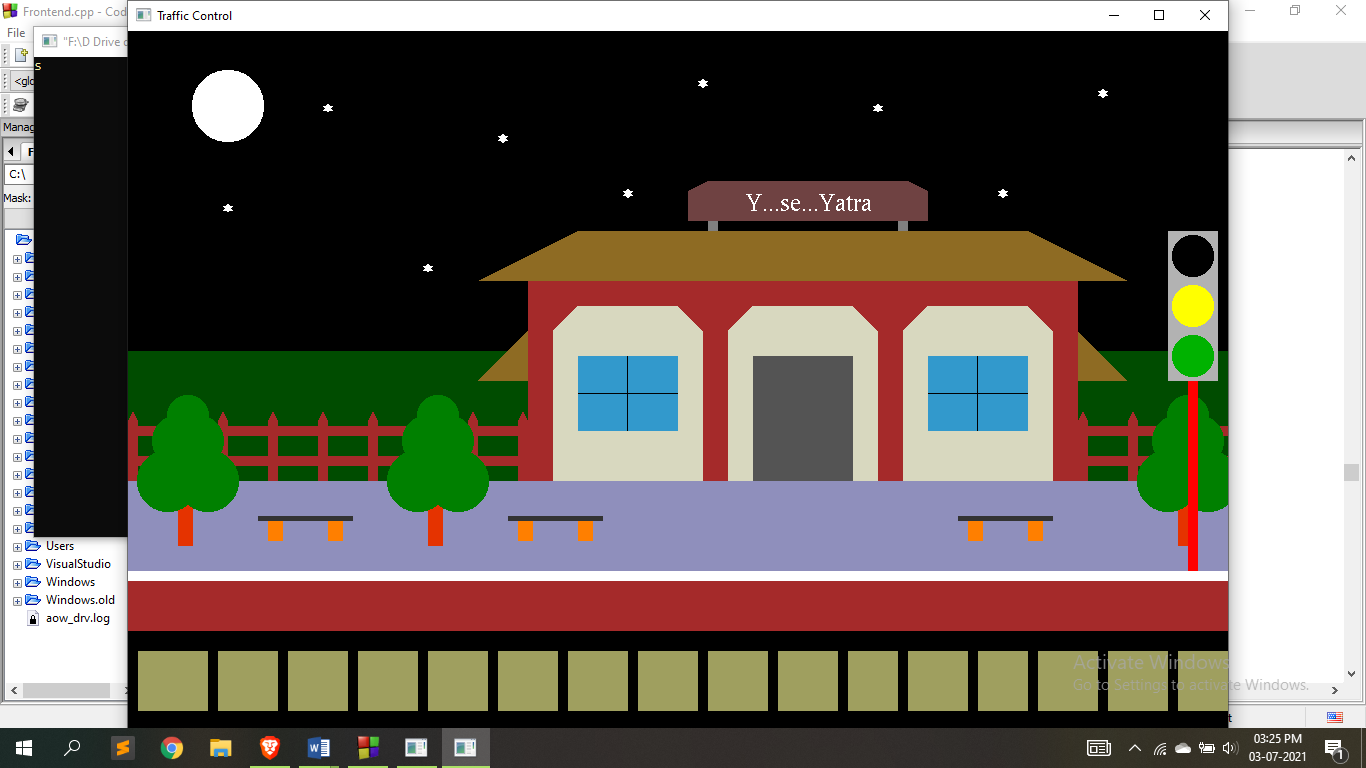 Frontend.cpp - Cod
Traffic Control
File
"F:\D Drive
s
<glo
Manag
F
C:\
Mask:
Y...se...Yatra
Users
VisualStudio
Windows
Windows.old
aow_drv.log
Activate Windows
Go to Settings to activate Windows.
t
03:25 PM
03-07-2021
1